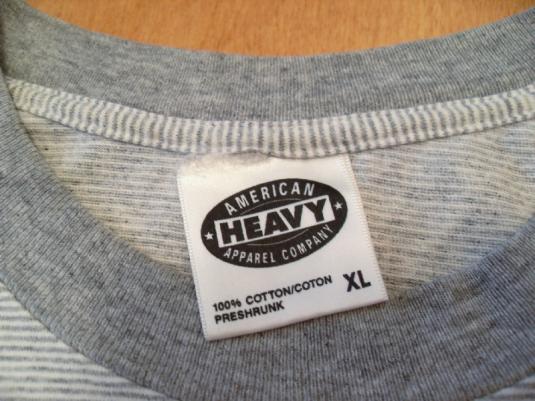 AMERICAN
HEAVY
APPAREL COMPANY
100% COTTON/COTON
PRESHRUNK
XL